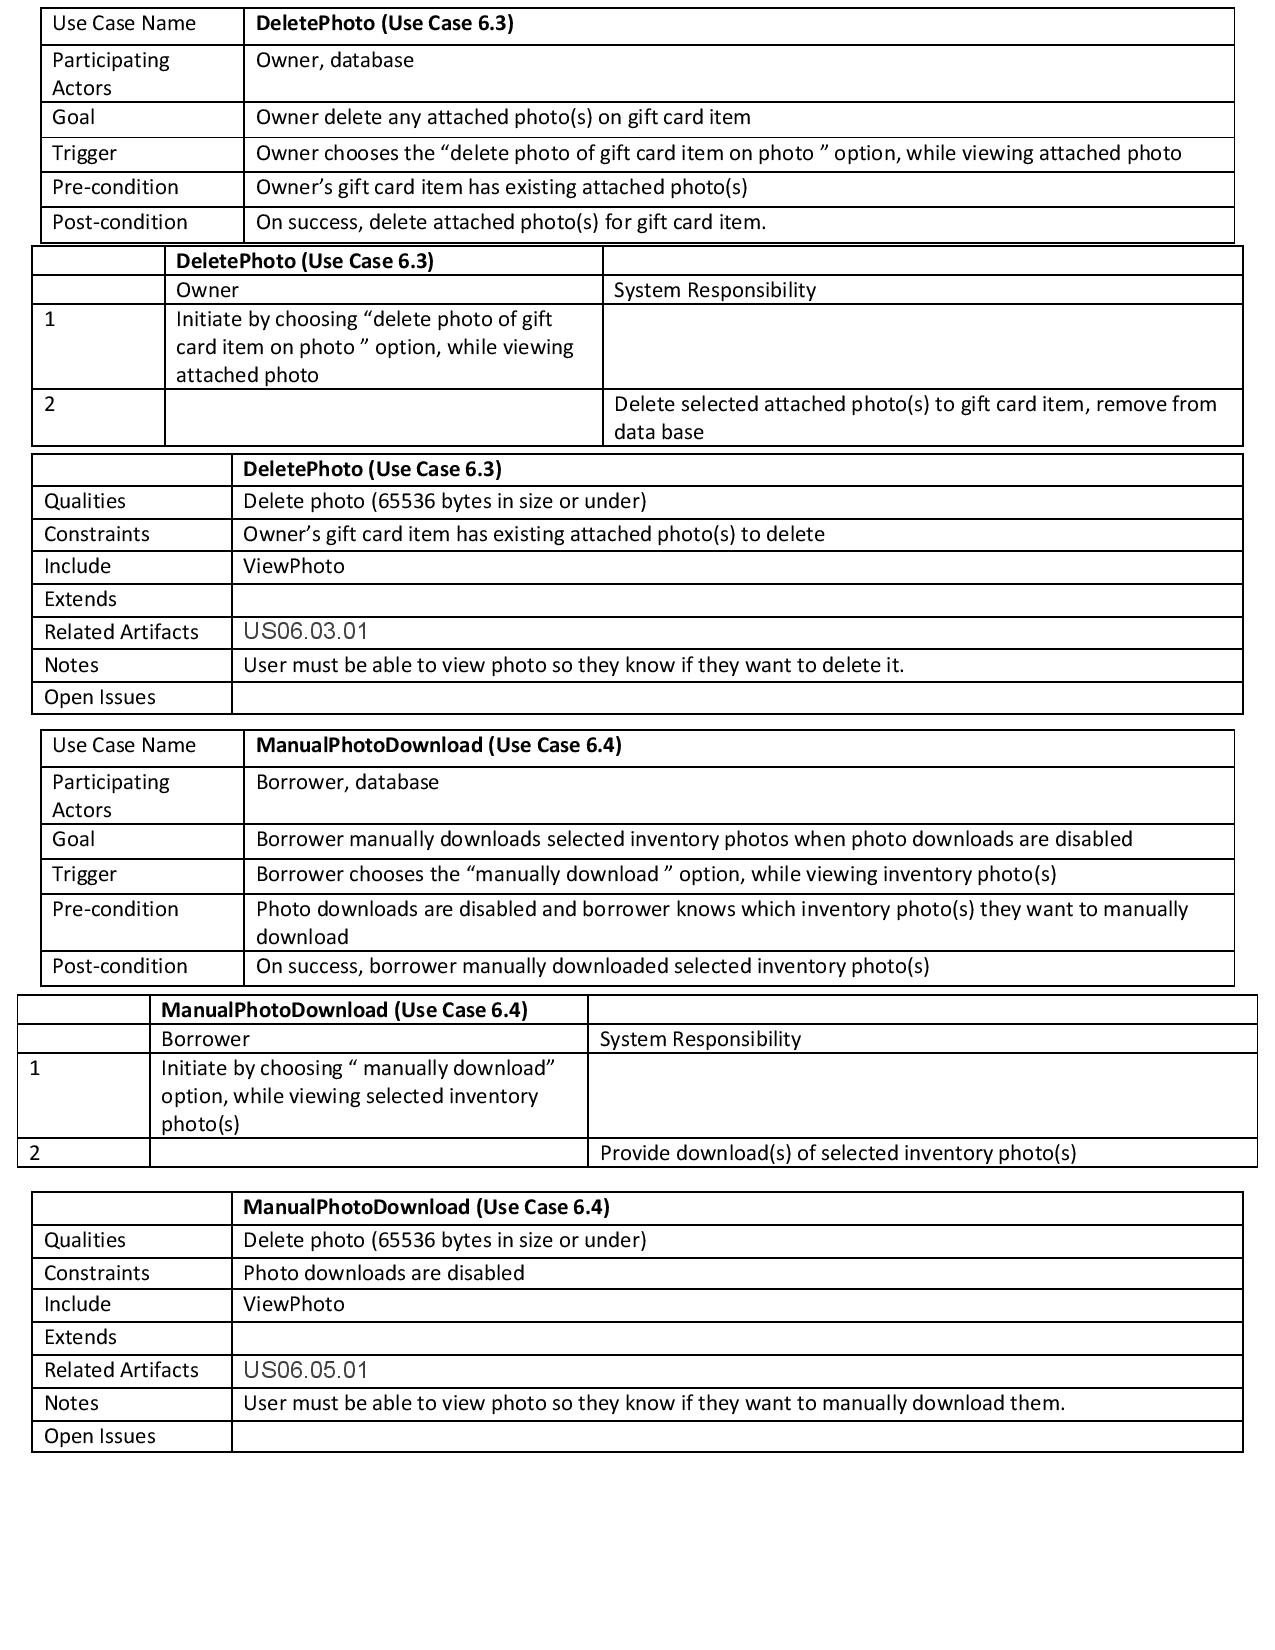 Use Case Name DeletePhoto (Use Case 6.3)
Participating Owner, database
Actors
Goal Owner delete any attached photo(s) on gift card item
Trigger Owner chooses the “delete photo of gift card item on photo ” option, while viewing attached photo
Pre-condition Owner’s gift card item has existing attached photo(s)
Post-condition On success, delete attached photo(s) for gift card item.
DeletePhoto (Use Case 6.3)
Owner System Responsibility
1 Initiate by choosing “delete photo of gift
card item on photo ” option, while viewing
attached photo
2 Delete selected attached photo(s) to gift card item, remove from
data base
DeletePhoto (Use Case 6.3)
Qualities Delete photo (65536 bytes in size or under)
Constraints Owner’s gift card item has existing attached photo(s) to delete
Include ViewPhoto
Extends
Related Artifacts US06.03.01
Notes User must be able to view photo so they know if they want to delete it.
Open Issues
Use Case Name ManualPhotoDownload (Use Case 6.4)
Participating Borrower, database
Actors
Goal Borrower manually downloads selected inventory photos when photo downloads are disabled
Trigger Borrower chooses the “manually download ” option, while viewing inventory photo(s)
Pre-condition Photo downloads are disabled and borrower knows which inventory photo(s) they want to manually
download
Post-condition On success, borrower manually downloaded selected inventory photo(s)
ManualPhotoDownload (Use Case 6.4)
Borrower System Responsibility
1 Initiate by choosing “ manually download”
option, while viewing selected inventory
photo(s)
2 Provide download(s) of selected inventory photo(s)
ManualPhotoDownload (Use Case 6.4)
Qualities Delete photo (65536 bytes in size or under)
Constraints Photo downloads are disabled
Include ViewPhoto
Extends
Related Artifacts US06.05.01
Notes User must be able to view photo so they know if they want to manually download them.
Open Issues